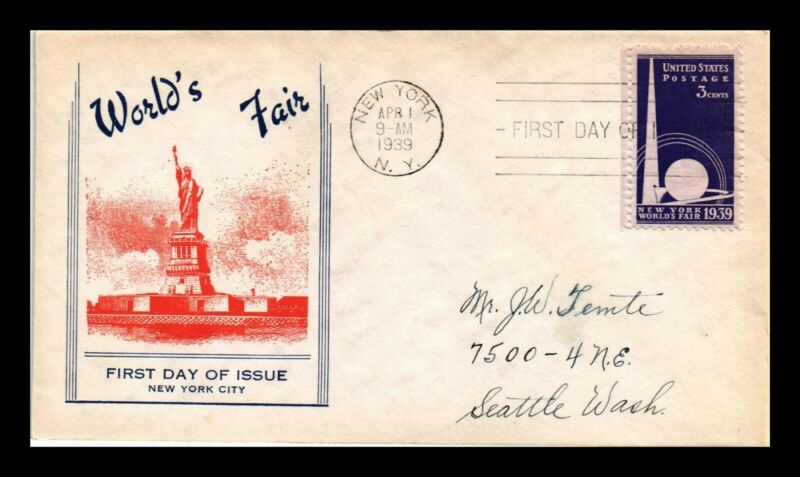 World's Fair
NEW YORK
APR 1
9-AM
1939
N. Y.
FIRST DAY OF
UNITED STATES
POSTAGE
3 CENTS
NEW YORK
WORLD'S FAIR 1939
Mr. J.W. Temte
7500-4 N.E.
Seattle Wash.
FIRST DAY OF ISSUE
NEW YORK CITY